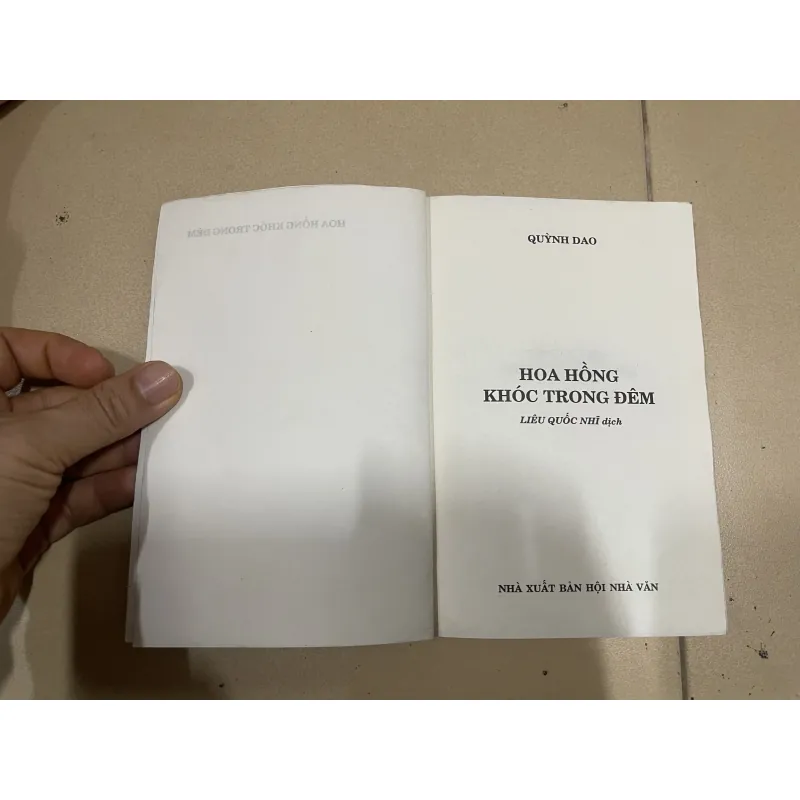 HOA HỒNG KHÓC TRONG ĐÊM
QUỲNH DAO
HOA HỒNG
KHÓC TRONG ĐÊM
LIÊU QUỐC NHĨ dịch
NHÀ XUẤT BẢN HỘI NHÀ VĂN